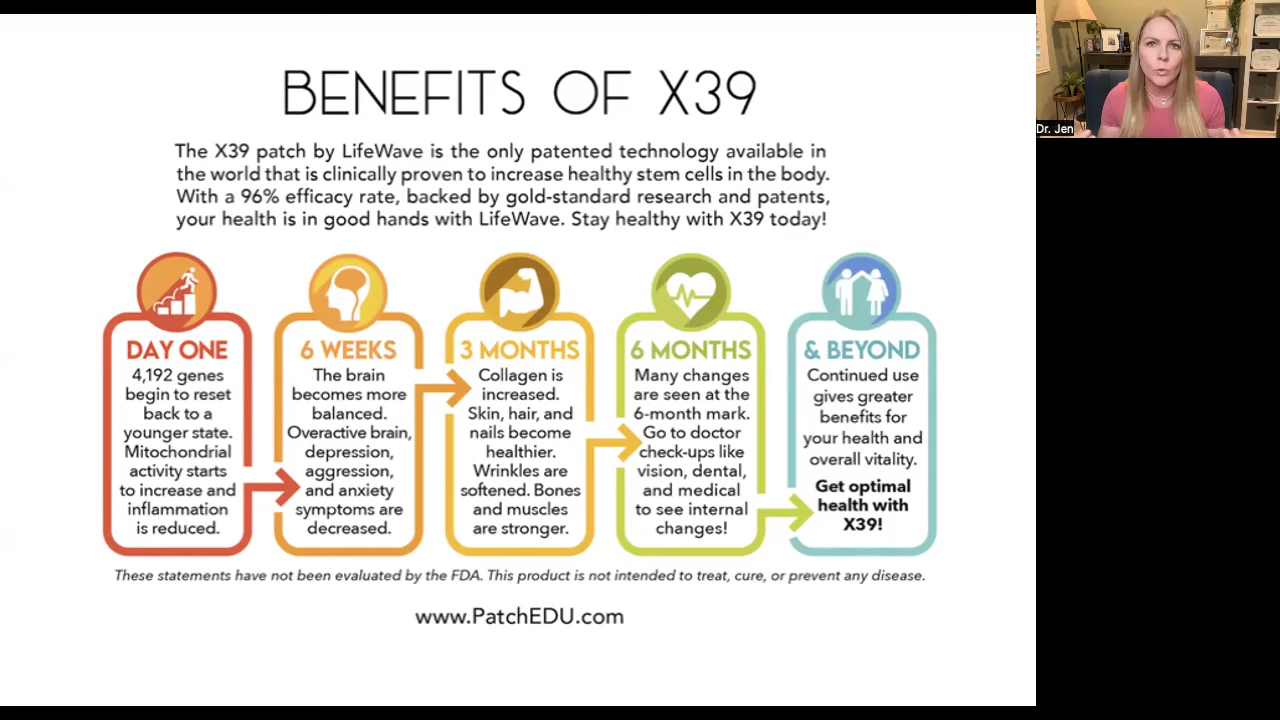 BENEFITS OF X39
The X39 patch by LifeWave is the only patented technology available in
the world that is clinically proven to increase healthy stem cells in the body.
With a 96% efficacy rate, backed by gold-standard research and patents,
your health is in good hands with LifeWave. Stay healthy with X39 today!
DAY ONE
4,192 genes
begin to reset
back to a
younger state.
Mitochondrial
activity starts
to increase and
inflammation
is reduced.
6 WEEKS
The brain
becomes more
balanced.
Overactive brain,
depression,
aggression,
and anxiety
symptoms are
decreased.
3 MONTHS
Collagen is
increased.
Skin, hair, and
nails become
healthier.
Wrinkles are
softened. Bones
and muscles
are stronger.
6 MONTHS
Many changes
are seen at the
6-month mark.
Go to doctor
check-ups like
vision, dental,
and medical
to see internal
changes!
& BEYOND
Continued use
gives greater
benefits for
your health and
overall vitality.
Get optimal
health with
X39!
These statements have not been evaluated by the FDA. This product is not intended to treat, cure, or prevent any disease.
www.PatchEDU.com
Dr. Jen